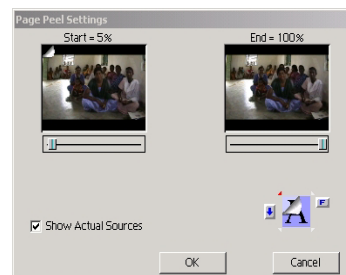 Page Peel Settings
Start = 5% End = 100%
A F
Show Actual Sources
OK Cancel